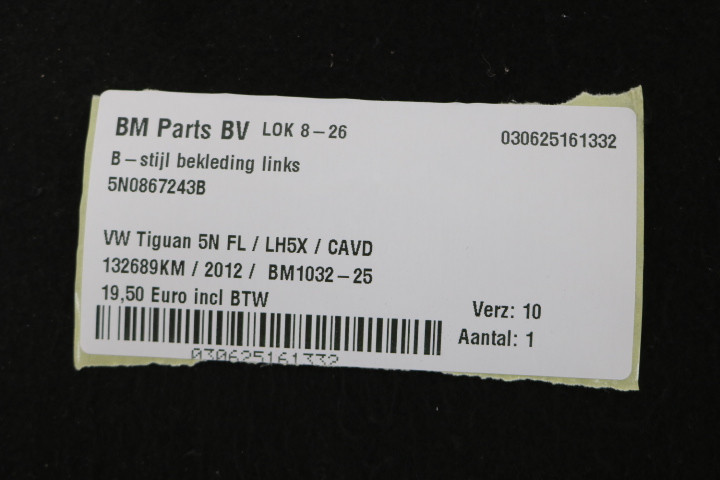 BM Parts BV LOK 8-26 030625161332
B-stijl bekleding links
5N0867243B
VW Tiguan 5N FL / LH5X / CAVD
132689KM / 2012 / BM1032-25
19,50 Euro incl BTW
Verz: 10
Aantal: 1
030625161332